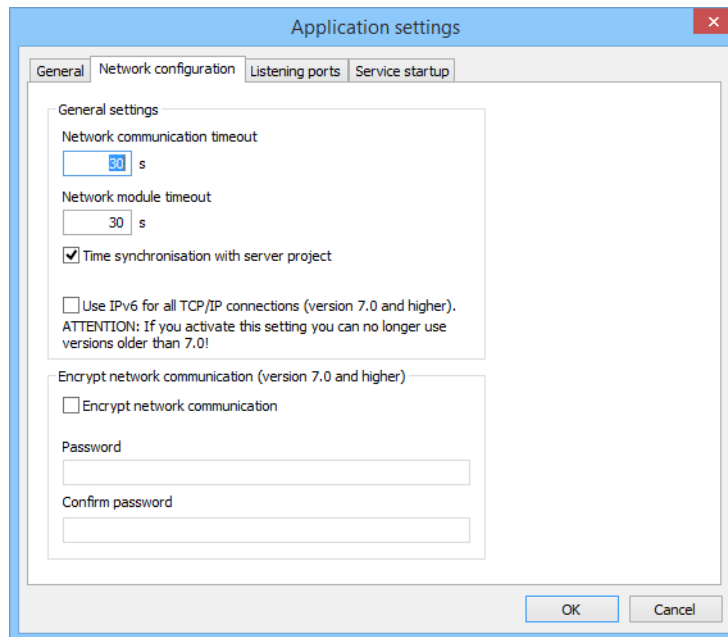 Application settings
General Network configuration Listening ports Service startup
General settings
Network communication timeout
30 s
Network module timeout
30 s
Time synchronisation with server project
Use IPv6 for all TCP/IP connections (version 7.0 and higher).
ATTENTION: If you activate this setting you can no longer use
versions older than 7.0!
Encrypt network communication (version 7.0 and higher)
Encrypt network communication
Password
Confirm password
OK Cancel